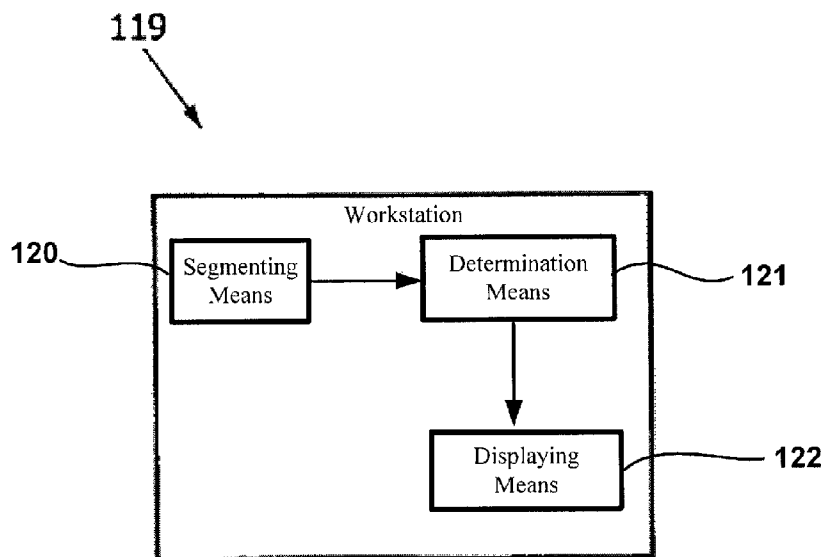 119
Workstation
120
Segmenting
Means
Determination
Means
121
Displaying
Means
122